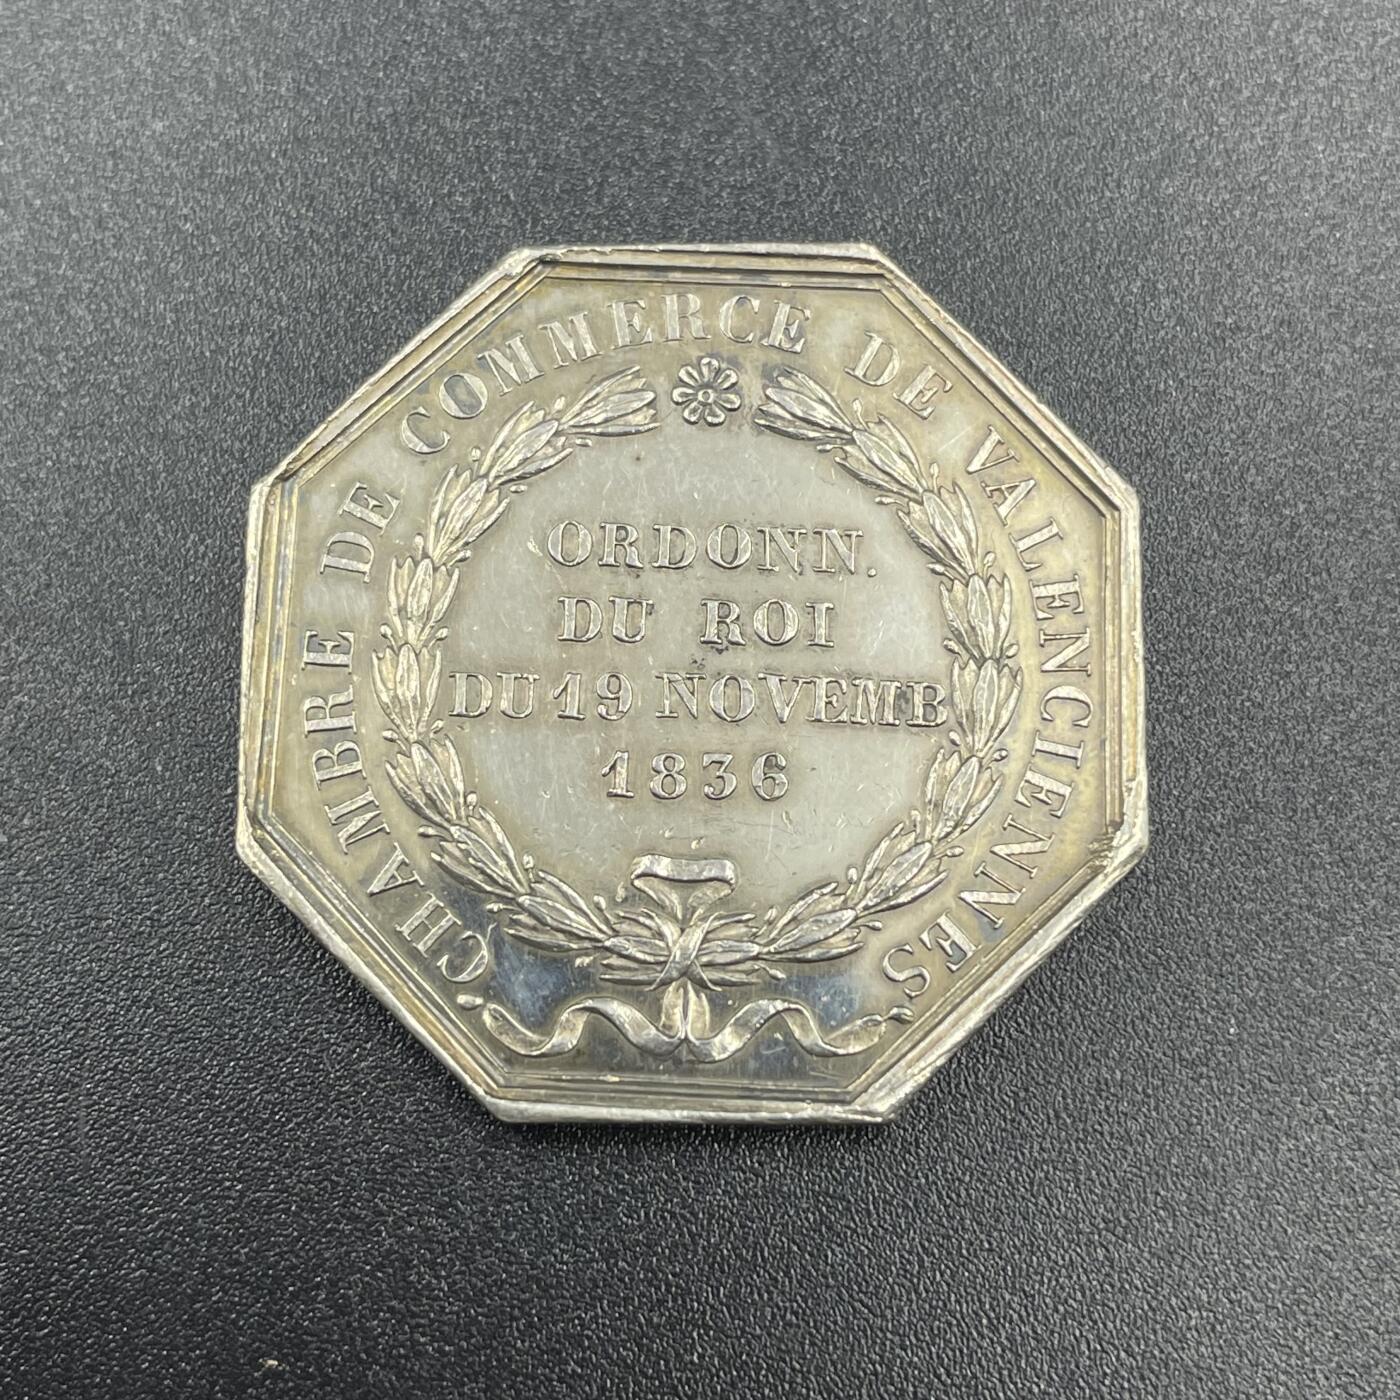 CHAMBRE DE COMMERCE DE VALENCIENNES
ORDONN.
DU ROI
DU 19 NOVEMB
1836